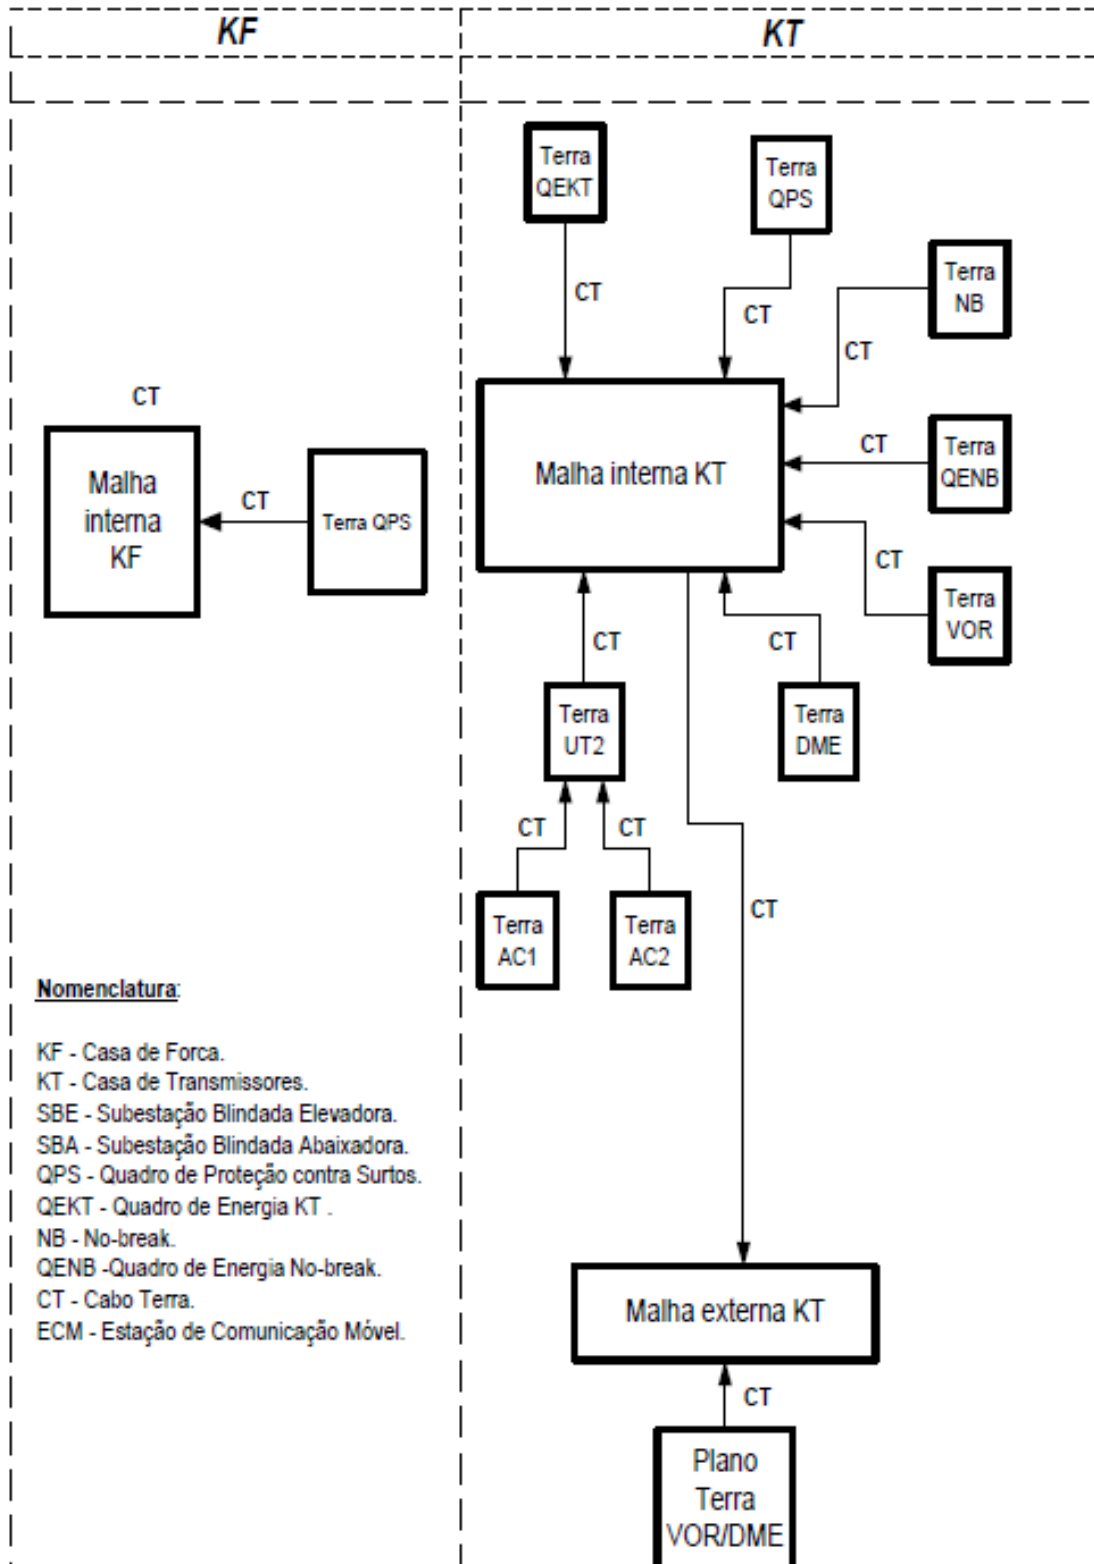 KF
KT
Terra
QEKT
Terra
QPS
Terra
NB
CT
CT
CT
CT
Malha
interna
KF
CT
Terra QPS
Malha interna KT
CT
Terra
QENB
CT
Terra
VOR
CT
CT
Terra
UT2
Terra
DME
CT
CT
Terra
AC1
Terra
AC2
CT
Nomenclatura:
KF - Casa de Forca.
KT - Casa de Transmissores.
SBE - Subestação Blindada Elevadora.
SBA - Subestação Blindada Abaixadora.
QPS - Quadro de Proteção contra Surtos.
QEKT - Quadro de Energia KT .
NB - No-break.
QENB -Quadro de Energia No-break.
CT - Cabo Terra.
ECM - Estação de Comunicação Móvel.
Malha externa KT
CT
Plano
Terra
VOR/DME